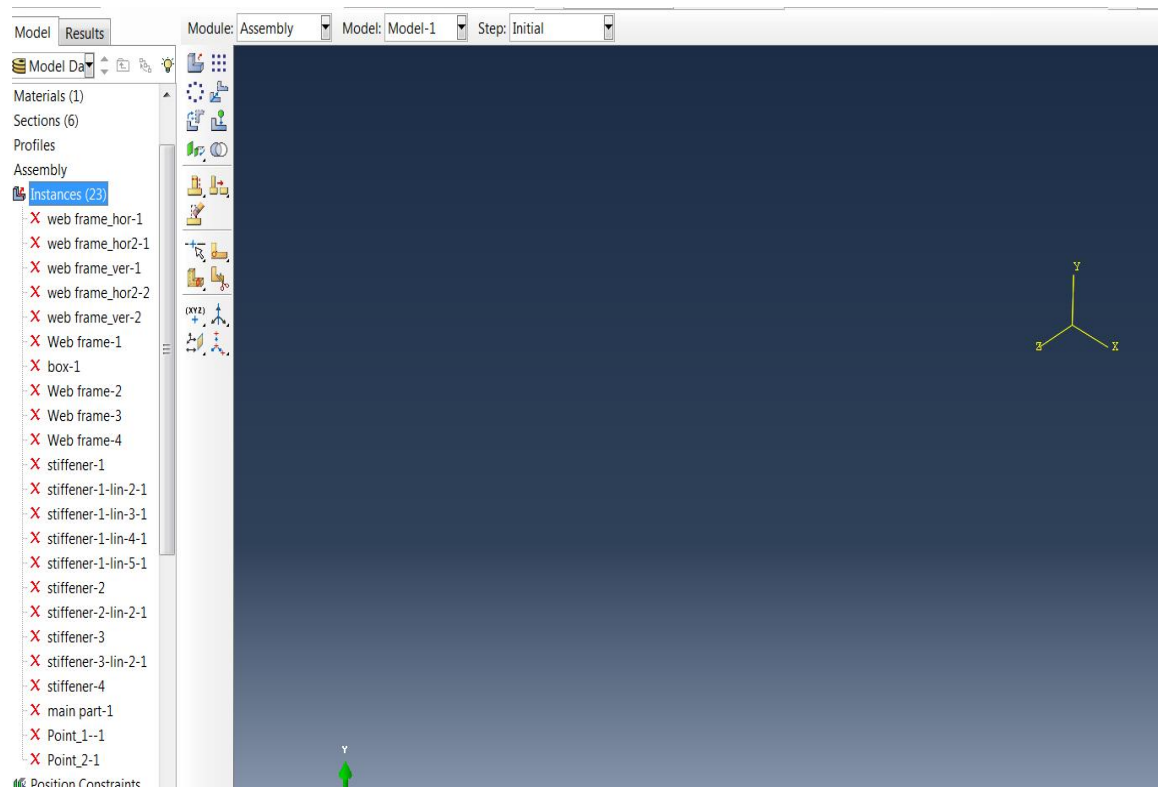 Model Results Module: Assembly Model: Model-1 Step: Initial
Model Da
Materials (1)
Sections (6)
Profiles
Assembly
Instances (23)
X web frame_hor-1
X web frame_hor2-1
X web frame_ver-1
X web frame_hor2-2
X web frame_ver-2
X Web frame-1
X box-1
X Web frame-2
X Web frame-3
X Web frame-4
X stiffener-1
X stiffener-1-lin-2-1
X stiffener-1-lin-3-1
X stiffener-1-lin-4-1
X stiffener-1-lin-5-1
X stiffener-2
X stiffener-2-lin-2-1
X stiffener-3
X stiffener-3-lin-2-1
X stiffener-4
X main part-1
X Point_1--1
X Point_2-1
Position Constraints
(XYZ)
Y
Z X
Y